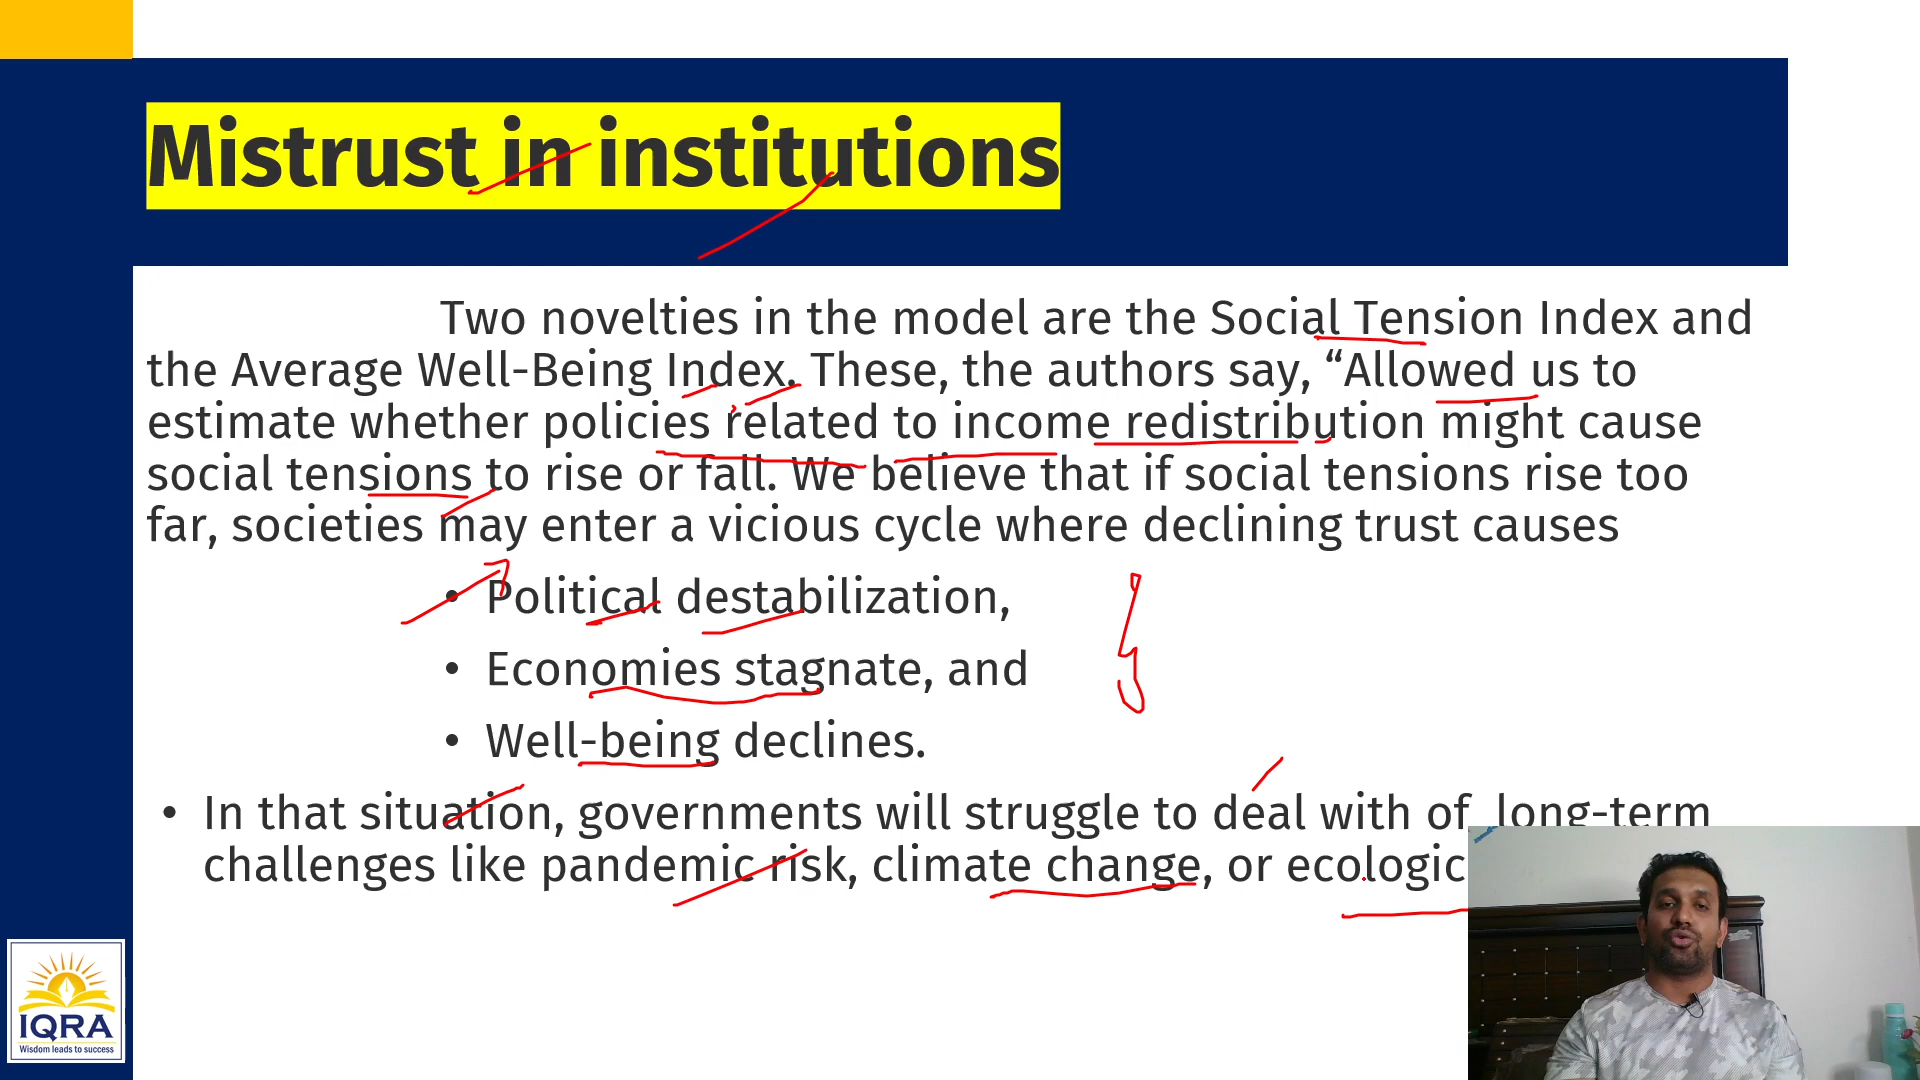 Mistrust in institutions
Two novelties in the model are the Social Tension Index and
the Average Well-Being Index. These, the authors say, “Allowed us to
estimate whether policies related to income redistribution might cause
social tensions to rise or fall. We believe that if social tensions rise too
far, societies may enter a vicious cycle where declining trust causes
• Political destabilization,
• Economies stagnate, and
• Well-being declines.
• In that situation, governments will struggle to deal with of long-term
challenges like pandemic risk, climate change, or
IQRA
Wisdom leads to success